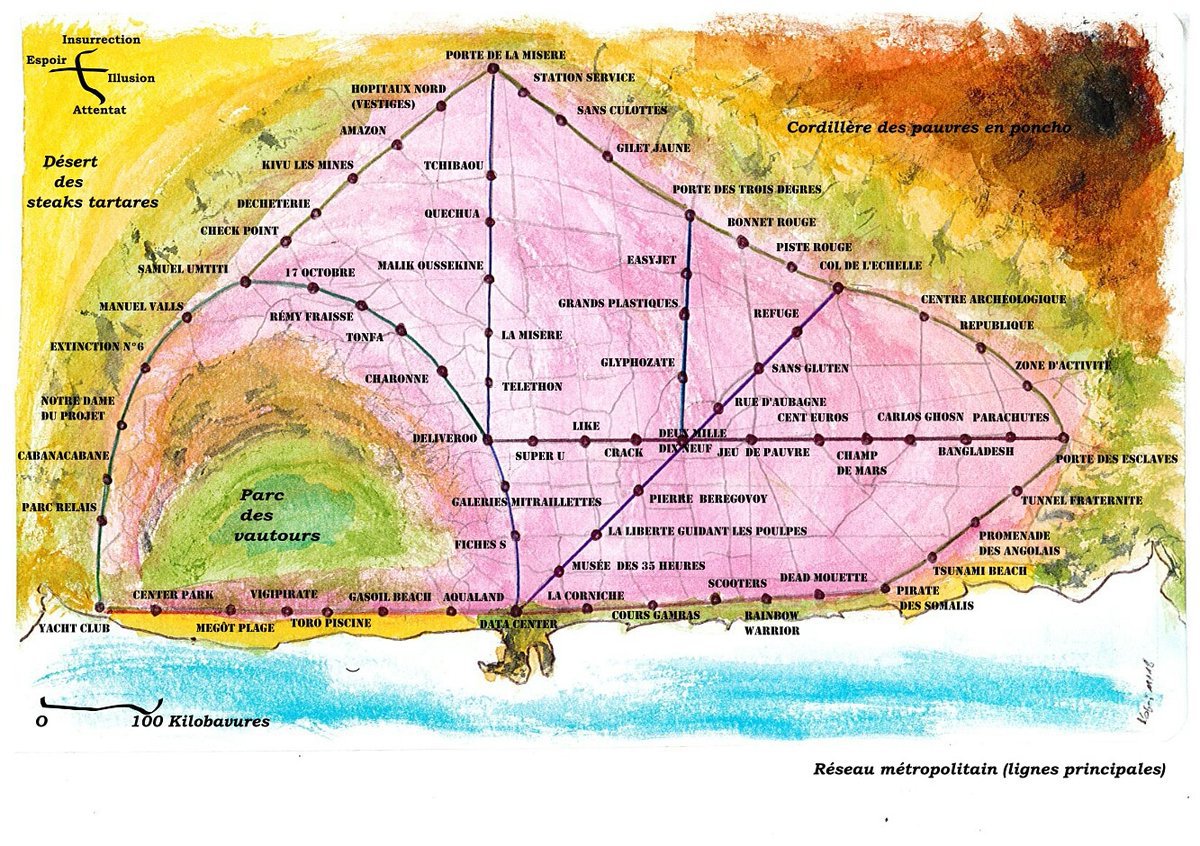 Insurrection
Espoir
Illusion
Attentat
PORTE DE LA MISERE
STATION SERVICE
HOPITAUX NORD
(VESTIGES)
SANS CULOTTES
AMAZON
Cordillère des pauvres en poncho
GILET JAUNE
Désert
des
steaks tartares
KIVU LES MINES
TCHIBAOU
PORTE DES TROIS DEGRES
DECHETERIE
QUECHUA
BONNET ROUGE
CHECK POINT
PISTE ROUGE
SAMUEL UMTITI
17 OCTOBRE
MALIK OUSSEKINE
EASYJET
COL DE L'ECHELLE
MANUEL VALLS
RÉMY FRAISSE
GRANDS PLASTIQUES
REFUGE
CENTRE ARCHÉOLOGIQUE
TONFA
LA MISERE
REPUBLIQUE
EXTINCTION N°6
GLYPHOZATE
SANS GLUTEN
ZONE D'ACTIVITÉ
CHARONNE
TELETHON
NOTRE DAME
DU PROJET
RUE D'AUBAGNE
CENT EUROS
CARLOS GHOSN
PARACHUTES
DELIVEROO
LIKE
DEUX MILLE
DIX NEUF
SUPER U
CRACK
JEU DE PAUVRE
CHAMP
DE MARS
BANGLADESH
PORTE DES ESCLAVES
CABANACABANE
PARC RELAIS
Parc
des
vautours
GALERIES MITRAILLETTES
PIERRE BEREGOVOY
TUNNEL FRATERNITE
FICHES S
LA LIBERTE GUIDANT LES POULPES
PROMENADE
DES ANGOLAIS
MUSÉE DES 35 HEURES
TSUNAMI BEACH
YACHT CLUB
CENTER PARK
MEGÔT PLAGE
VIGIPIRATE
TORO PISCINE
GASOIL BEACH
AQUALAND
DATA CENTER
LA CORNICHE
COURS GAMBAS
SCOOTERS
RAINBOW
WARRIOR
DEAD MOUETTE
PIRATE
DES SOMALIS
0 100 Kilobavures
Réseau métropolitain (lignes principales)